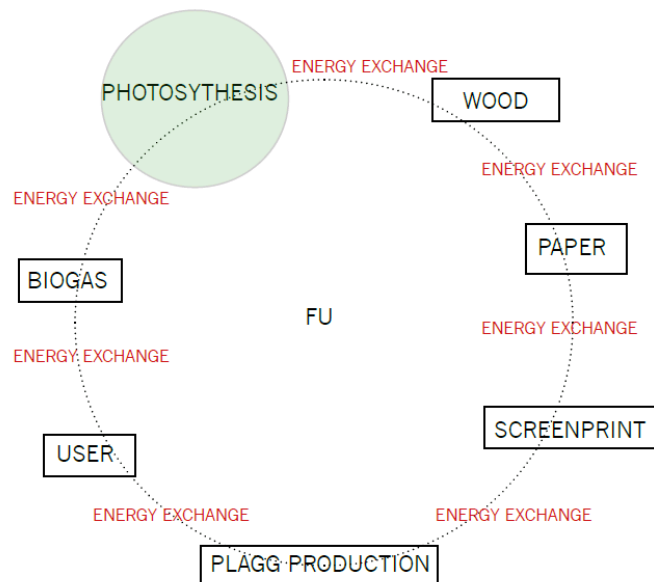 ENERGY EXCHANGE
PHOTOSYTHESIS
WOOD
ENERGY EXCHANGE
ENERGY EXCHANGE
PAPER
BIOGAS
FU
ENERGY EXCHANGE
ENERGY EXCHANGE
SCREENPRINT
USER
ENERGY EXCHANGE
ENERGY EXCHANGE
PLAGG PRODUCTION